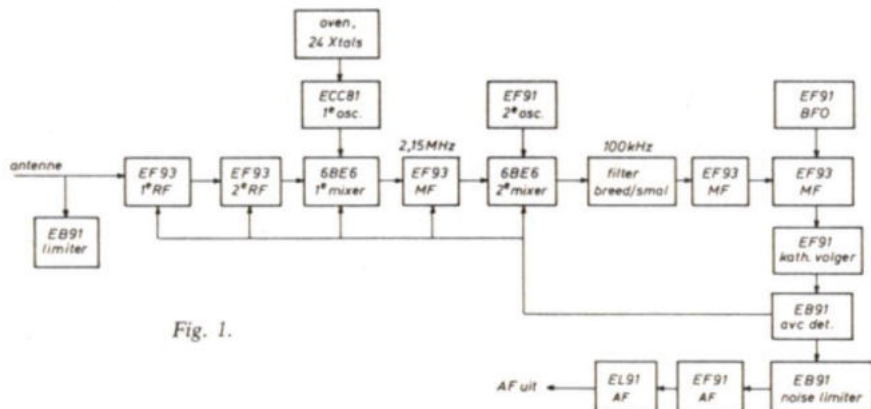 oven,
24 Xtals
ECC81
1e osc.
EF91
2e osc.
EF91
BFO
antenne
2,15 MHz
100kHz
EF93
1e RF
EF93
2e RF
6BE6
1e mixer
EF93
MF
6BE6
2e mixer
filter
breed/smal
EF93
MF
EF93
MF
EB91
limiter
EF91
kath. volger
Fig. 1.
EB91
avc det.
AF uit
EL91
AF
EF91
AF
EB91
noise limiter